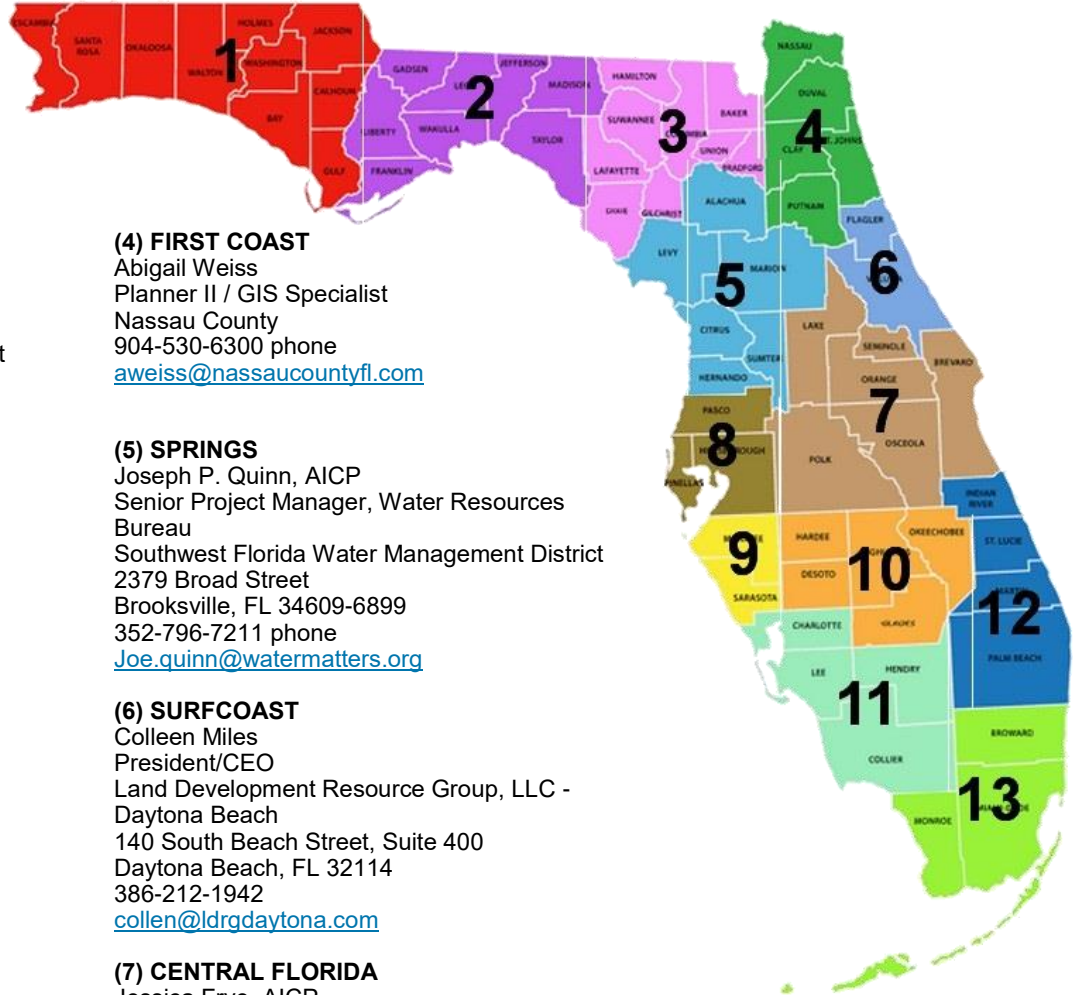 ESCAMBIA
SANTA
ROSA
OKALOOSA
WALTON
HOLMES
WASHINGTON
JACKSON
CALHOUN
BAY
GULF
1
GADSEN
JEFFERSON
MADISON
LIBERTY
WAKULLA
TAYLOR
FRANKLIN
2
HAMILTON
SUWANNEE
BAKER
UNION
BRADFORD
LAFAYETTE
DIXIE
GILCHRIST
3
NASSAU
DUVAL
CLAY
PUTNAM
4
(4) FIRST COAST
Abigail Weiss
Planner II / GIS Specialist
Nassau County
904-530-6300 phone
aweiss@nassaucountyfl.com
t
(5) SPRINGS
Joseph P. Quinn, AICP
Senior Project Manager, Water Resources
Bureau
Southwest Florida Water Management District
2379 Broad Street
Brooksville, FL 34609-6899
352-796-7211 phone
Joe.quinn@watermatters.org
(6) SURFCOAST
Colleen Miles
President/CEO
Land Development Resource Group, LLC -
Daytona Beach
140 South Beach Street, Suite 400
Daytona Beach, FL 32114
386-212-1942
collen@ldrgdaytona.com
(7) CENTRAL FLORIDA
ALACHUA
LEVY
MARION
CITRUS
SUMTER
HERNANDO
5
FLAGLER
6
LAKE
SEMINOLE
ORANGE
BREVARD
OSCEOLA
POLK
7
PASCO
PINELLAS
8
SARASOTA
9
HARDEE
DESOTO
OKEECHOBEE
GLADES
10
CHARLOTTE
LEE
HENDRY
COLLIER
11
INDIAN
RIVER
ST. LUCIE
MARTIN
PALM BEACH
12
BROWARD
MONROE
13